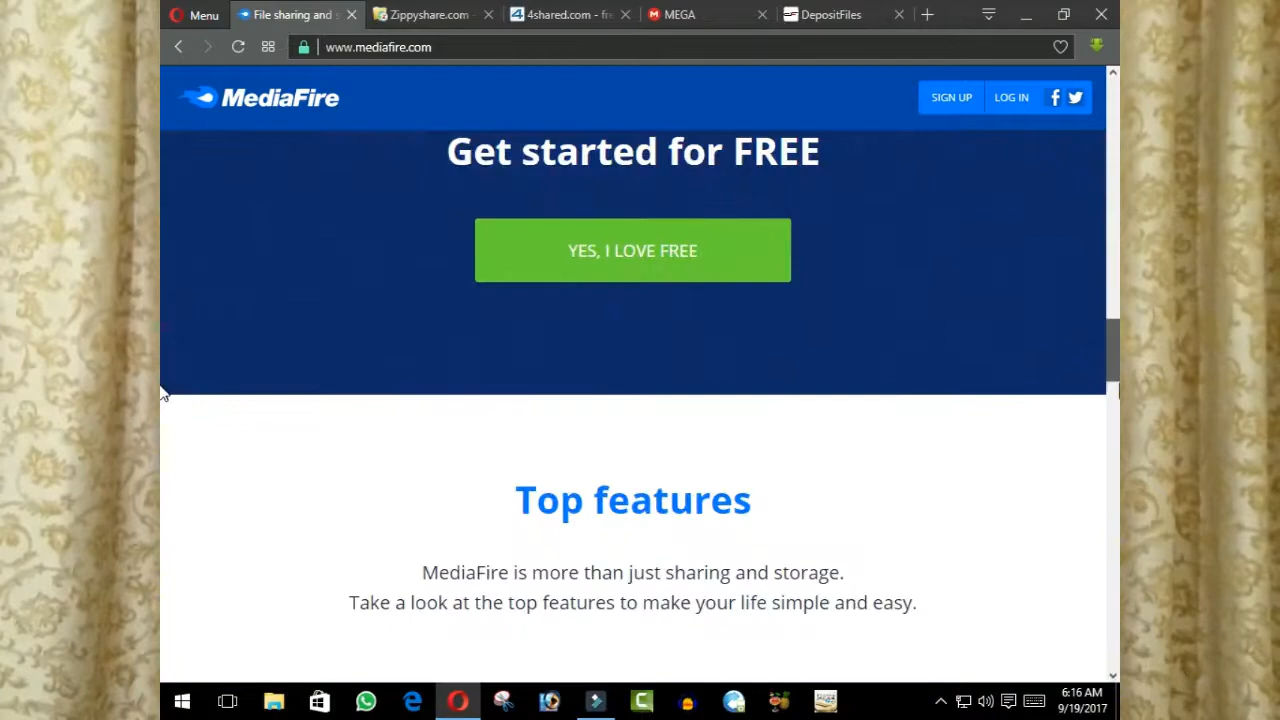 Menu
File sharing and s
Zippyshare.com -
4shared.com - fre
MEGA
DepositFiles
www.mediafire.com
MediaFire
SIGN UP
LOG IN
Get started for FREE
YES, I LOVE FREE
Top features
MediaFire is more than just sharing and storage.
Take a look at the top features to make your life simple and easy.
6:16 AM
9/19/2017